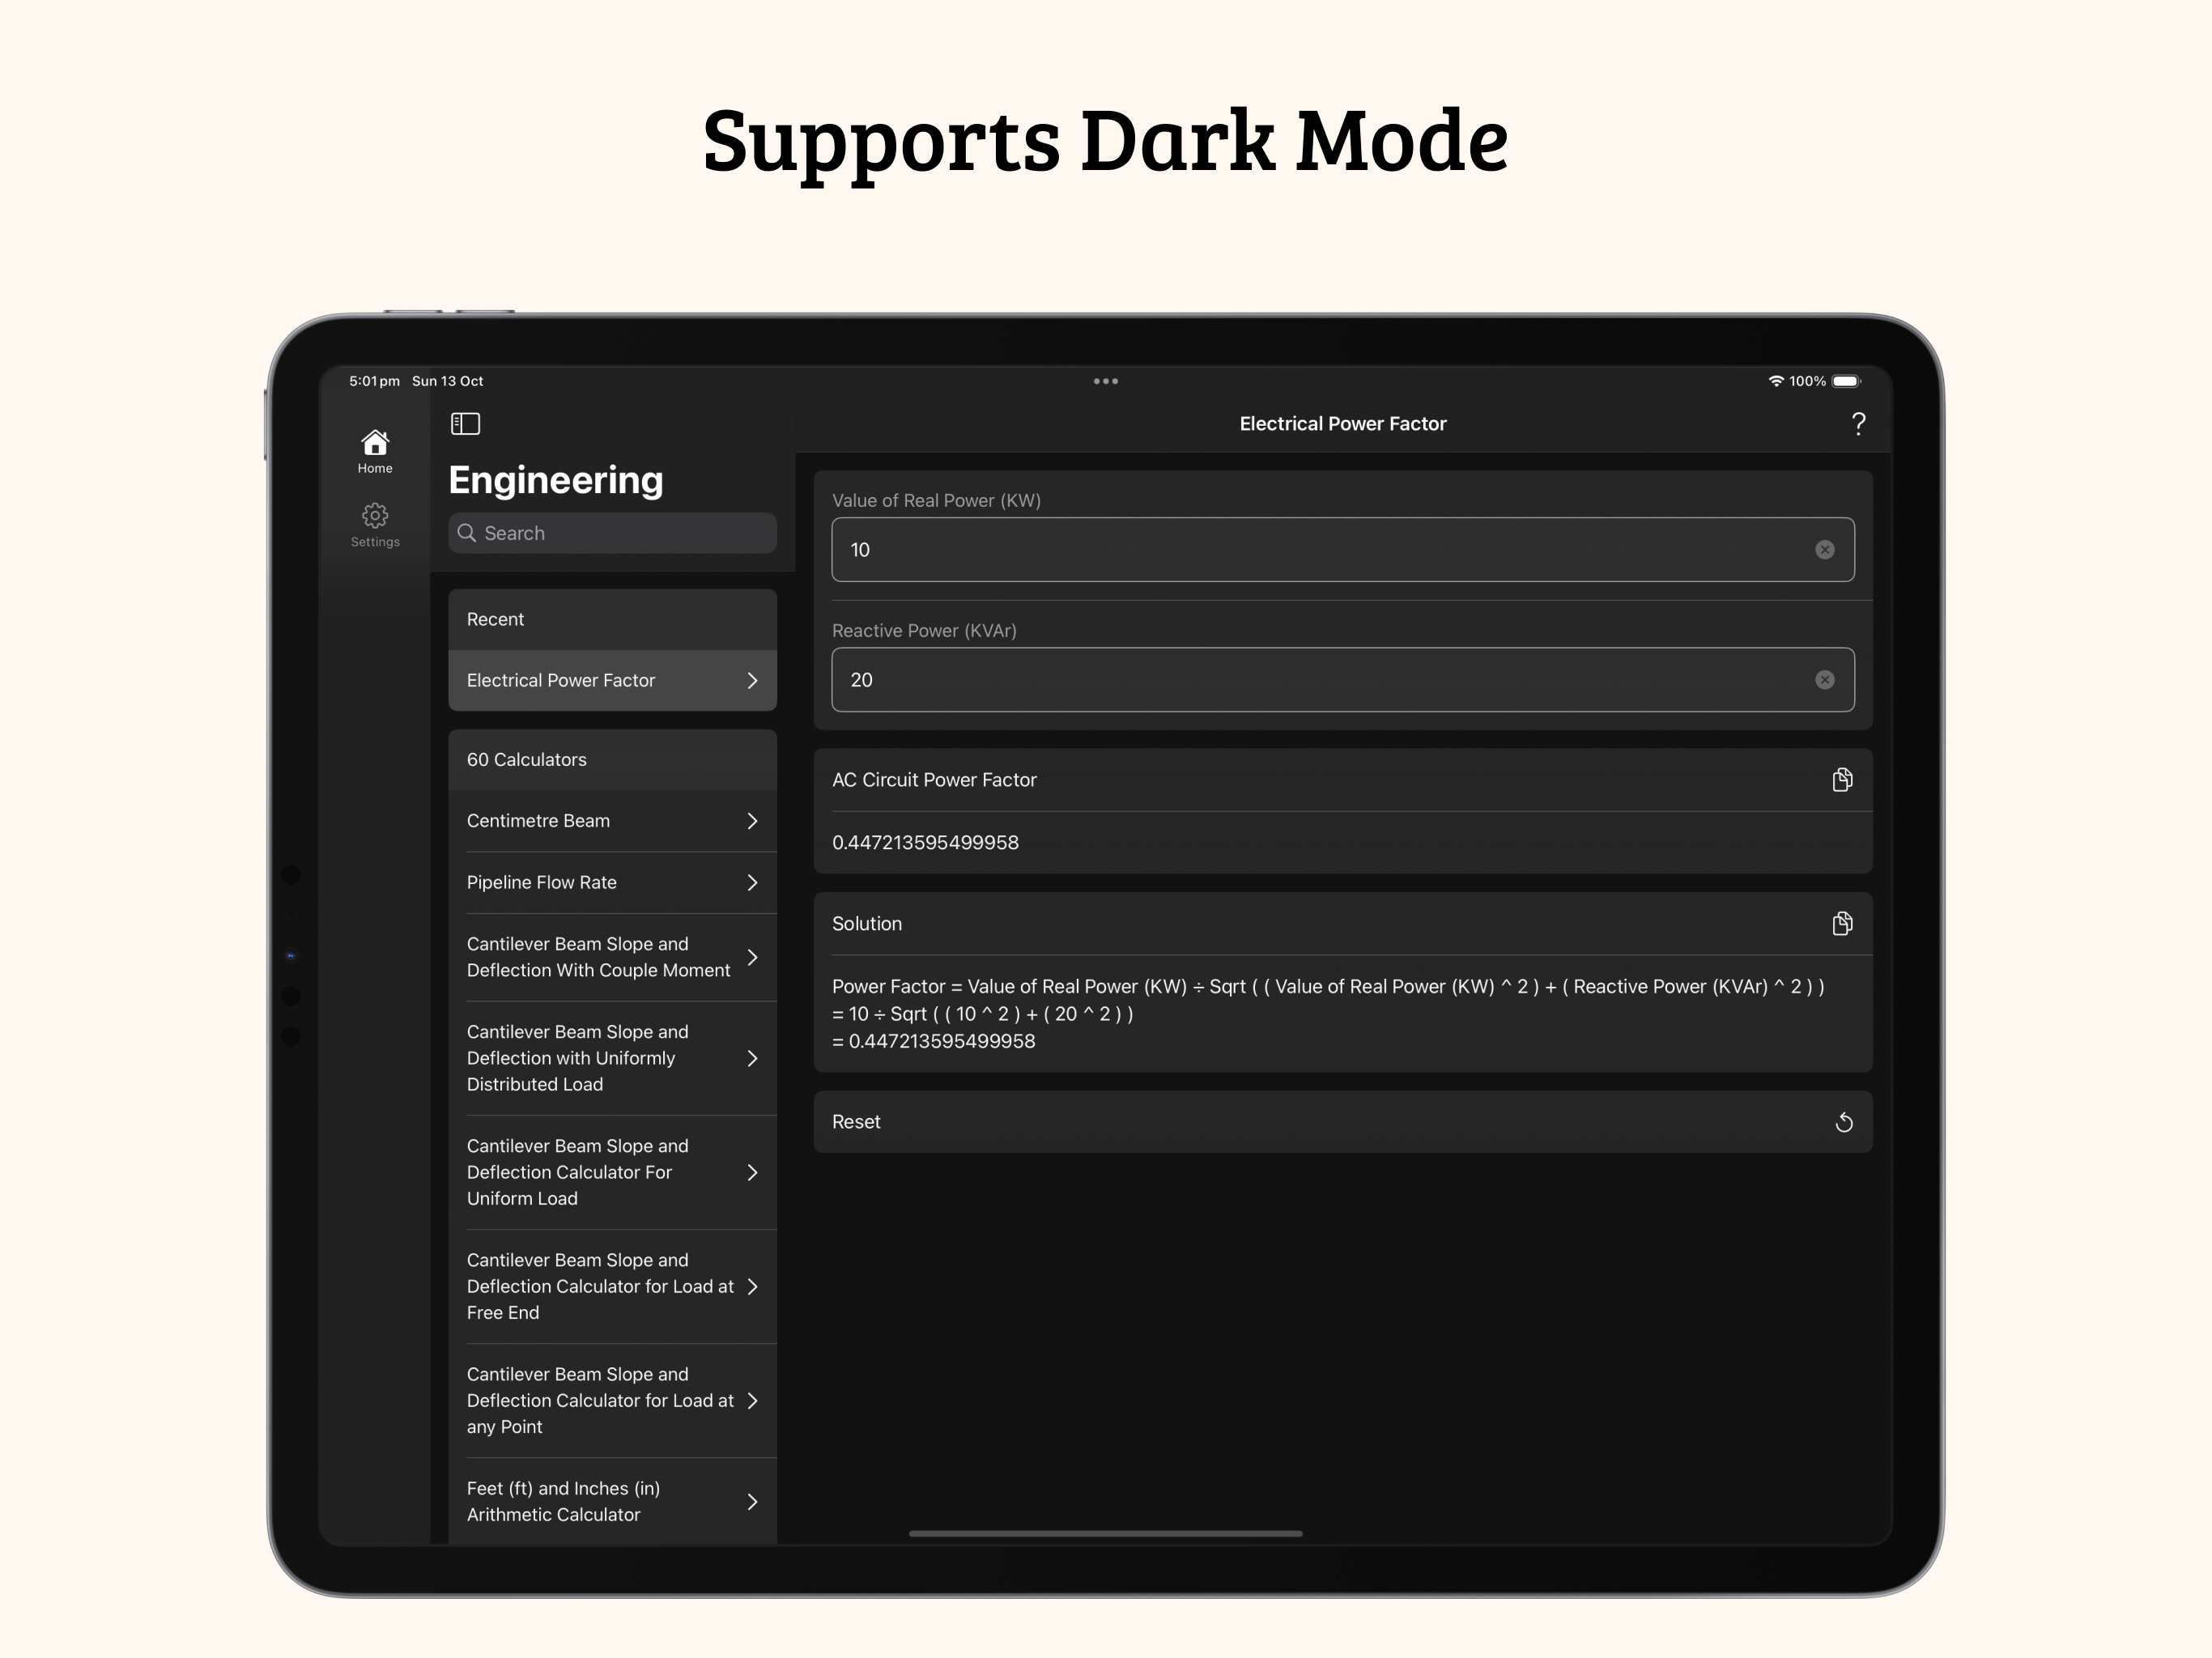 Supports Dark Mode
5:01 pm Sun 13 Oct
100%
Home
Settings
Engineering
Search
Recent
Electrical Power Factor
60 Calculators
Centimetre Beam
Pipeline Flow Rate
Cantilever Beam Slope and
Deflection With Couple Moment
Cantilever Beam Slope and
Deflection with Uniformly
Distributed Load
Cantilever Beam Slope and
Deflection Calculator For
Uniform Load
Cantilever Beam Slope and
Deflection Calculator for Load at
Free End
Cantilever Beam Slope and
Deflection Calculator for Load at
any Point
Feet (ft) and Inches (in)
Arithmetic Calculator
Electrical Power Factor
?
Value of Real Power (KW)
10
Reactive Power (KVAr)
20
AC Circuit Power Factor
0.447213595499958
Solution
Power Factor = Value of Real Power (KW) ÷ Sqrt ( ( Value of Real Power (KW) ^ 2 ) + ( Reactive Power (KVAr) ^ 2 ) )
= 10 ÷ Sqrt ( ( 10 ^ 2 ) + ( 20 ^ 2 ) )
= 0.447213595499958
Reset